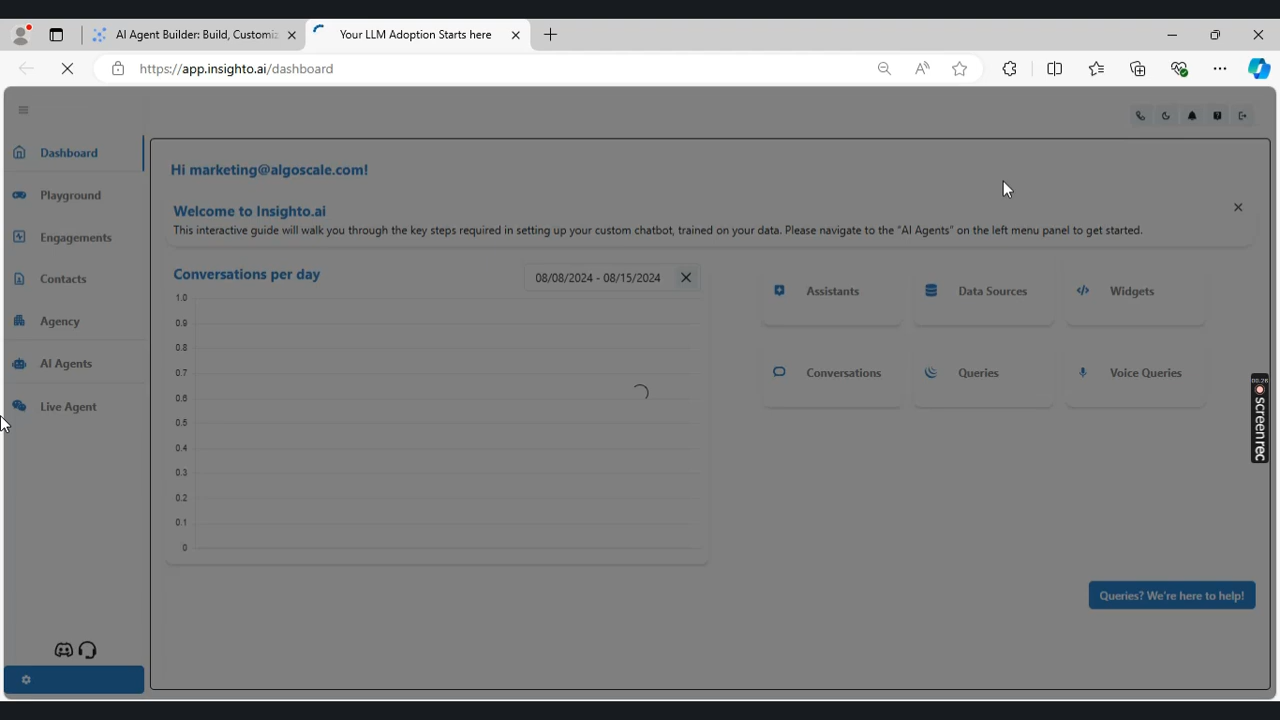 AI Agent Builder: Build, Customiz
Your LLM Adoption Starts here
https://app.insighto.ai/dashboard
Dashboard
Playground
Engagements
Contacts
Agency
AI Agents
Live Agent
Hi marketing@algoscale.com!
Welcome to Insighto.ai
This interactive guide will walk you through the key steps required in setting up your custom chatbot, trained on your data. Please navigate to the "AI Agents" on the left menu panel to get started.
Conversations per day
08/08/2024 - 08/15/2024
1.0
0.9
0.8
0.7
0.6
0.5
0.4
0.3
0.2
0.1
0
Assistants
Data Sources
Widgets
Conversations
Queries
Voice Queries
Queries? We're here to help!
00:26
screenrec